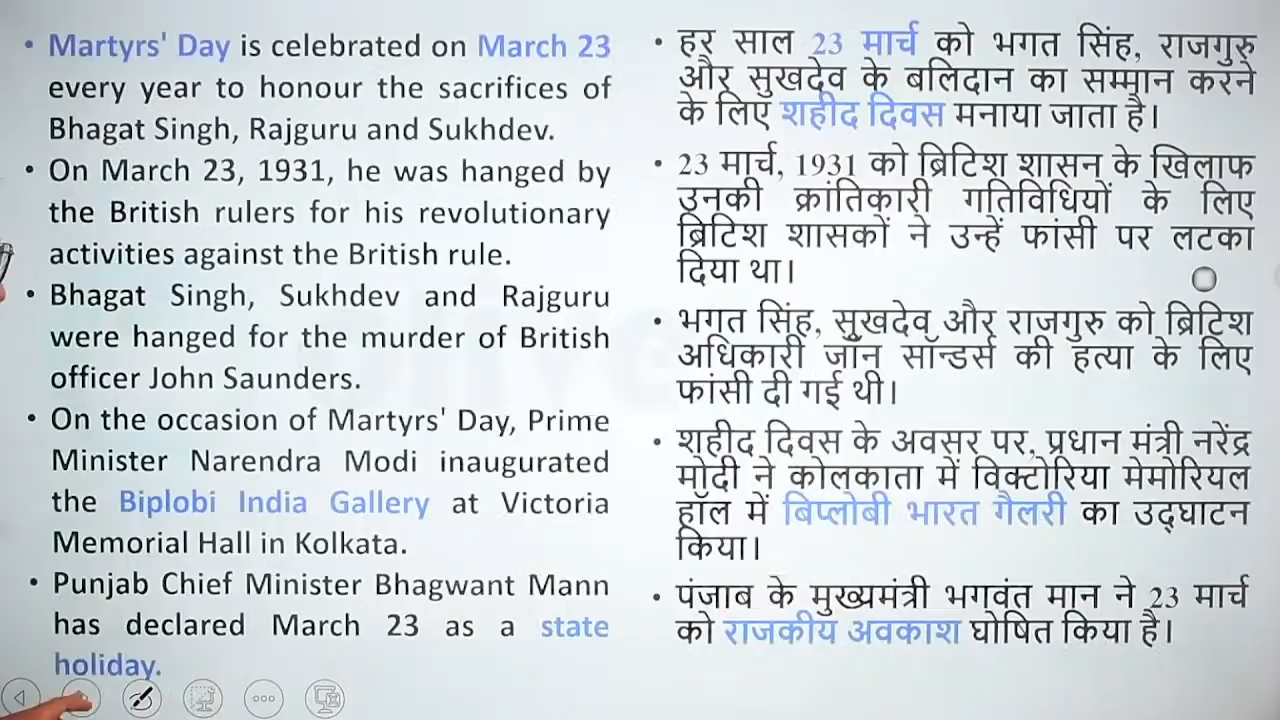 • Martyrs' Day is celebrated on March 23
every year to honour the sacrifices of
Bhagat Singh, Rajguru and Sukhdev.
• On March 23, 1931, he was hanged by
the British rulers for his revolutionary
activities against the British rule.
• Bhagat Singh, Sukhdev and Rajguru
were hanged for the murder of British
officer John Saunders.
• On the occasion of Martyrs' Day, Prime
Minister Narendra Modi inaugurated
the Biplobi India Gallery at Victoria
Memorial Hall in Kolkata.
• Punjab Chief Minister Bhagwant Mann
has declared March 23 as a state
holiday.
• हर साल 23 मार्च को भगत सिंह, राजगुरु
और सुखदेव के बलिदान का सम्मान करने
के लिए शहीद दिवस मनाया जाता है।
• 23 मार्च, 1931 को ब्रिटिश शासन के खिलाफ
उनकी क्रांतिकारी गतिविधियों के लिए
ब्रिटिश शासकों ने उन्हें फांसी पर लटका
दिया था।
• भगत सिंह, सुखदेव और राजगुरु को ब्रिटिश
अधिकारी जॉन सॉन्डर्स की हत्या के लिए
फांसी दी गई थी।
• शहीद दिवस के अवसर पर, प्रधान मंत्री नरेंद्र
मोदी ने कोलकाता में विक्टोरिया मेमोरियल
हॉल में बिप्लोबी भारत गैलरी का उद्घाटन
किया।
• पंजाब के मुख्यमंत्री भगवंत मान ने 23 मार्च
को राजकीय अवकाश घोषित किया है।